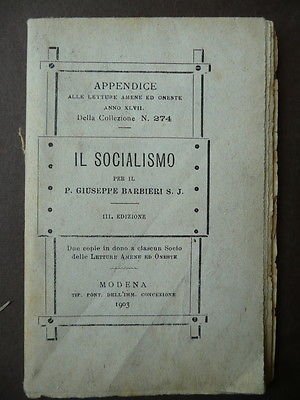 APPENDICE
ALLE LETTURE AMENE ED ONESTE
ANNO XLVII.
Della Collezione N. 274
IL SOCIALISMO
PER IL
P. GIUSEPPE BARBIERI S. J.
III. EDIZIONE
Due copie in dono a ciascun Socio
delle LETTURE AMENE ED ONESTE
MODENA
TIP. PONT. DELL'IMM. CONCEZIONE
1903